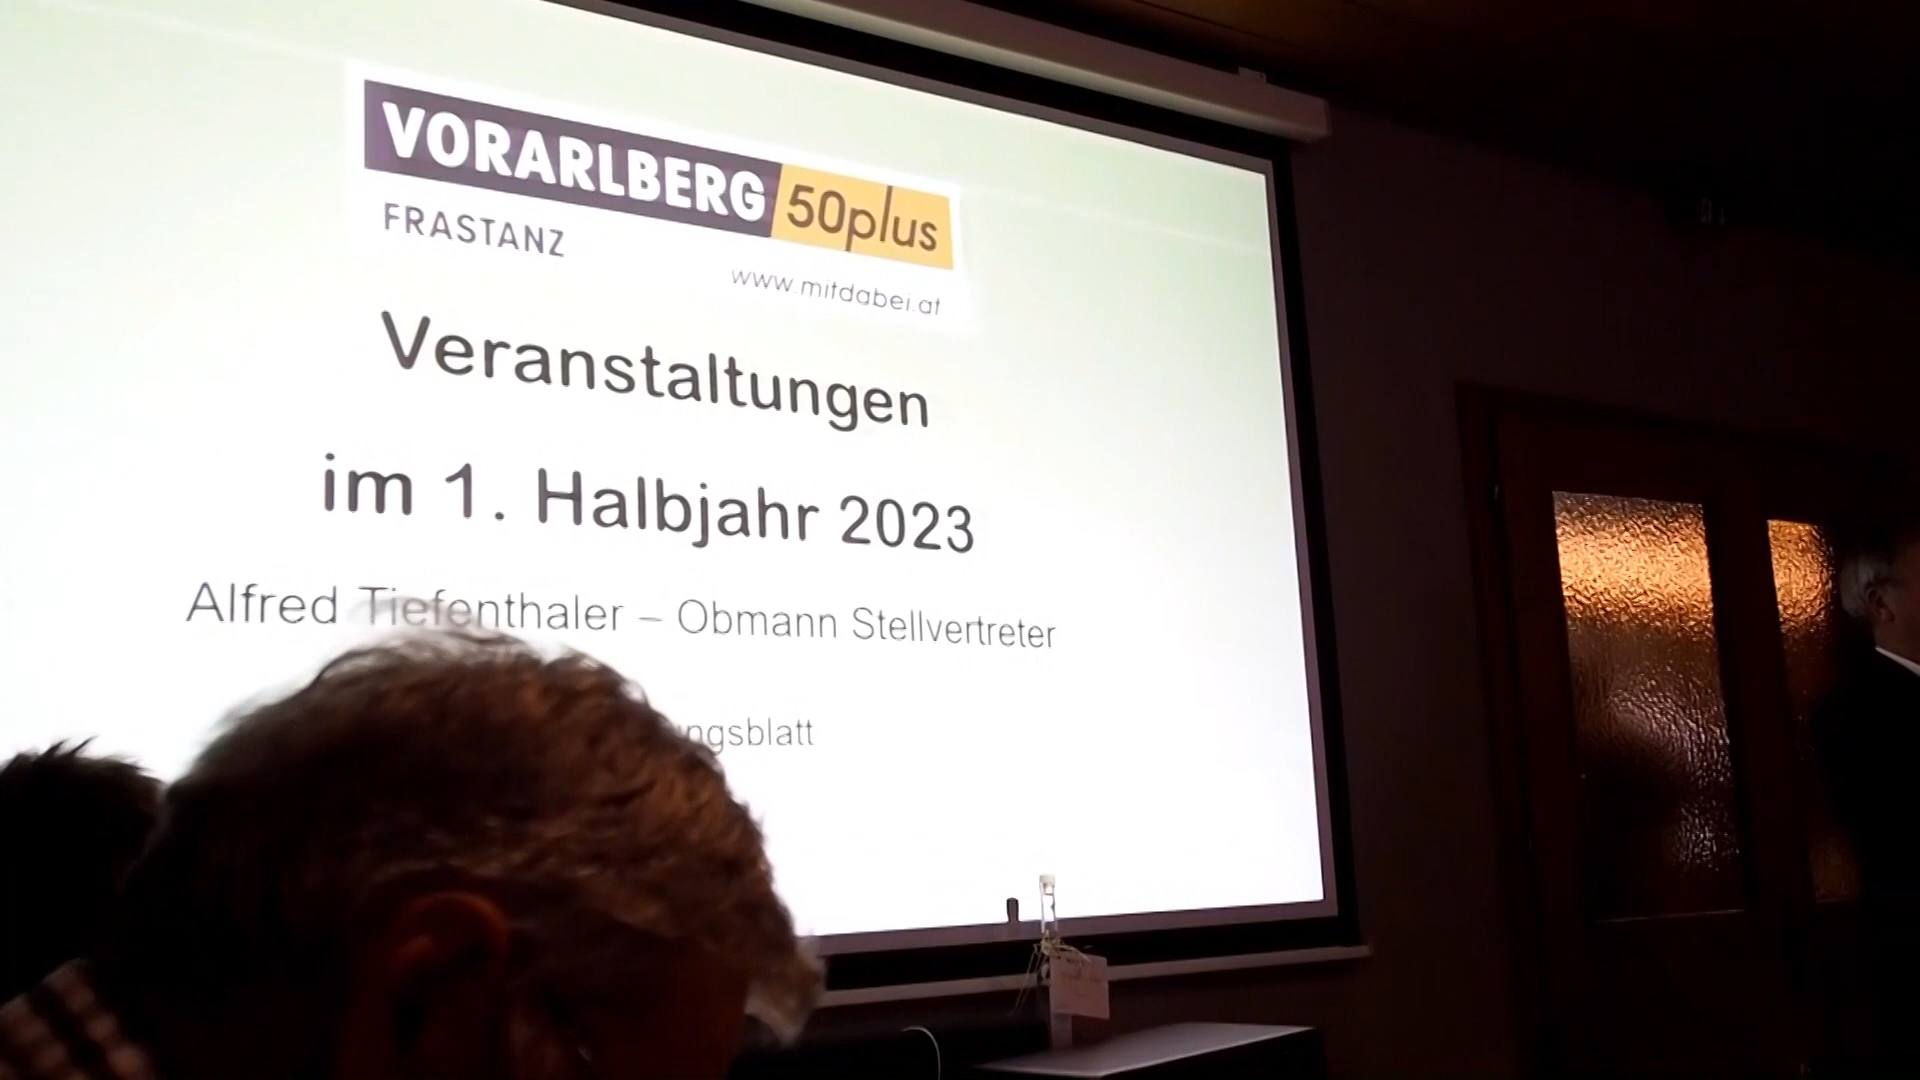 VORARLBERG 50plus
FRASTANZ
www.mitdabei.at
Veranstaltungen
im 1. Halbjahr 2023
Alfred Tiefenthaler – Obmann Stellvertreter